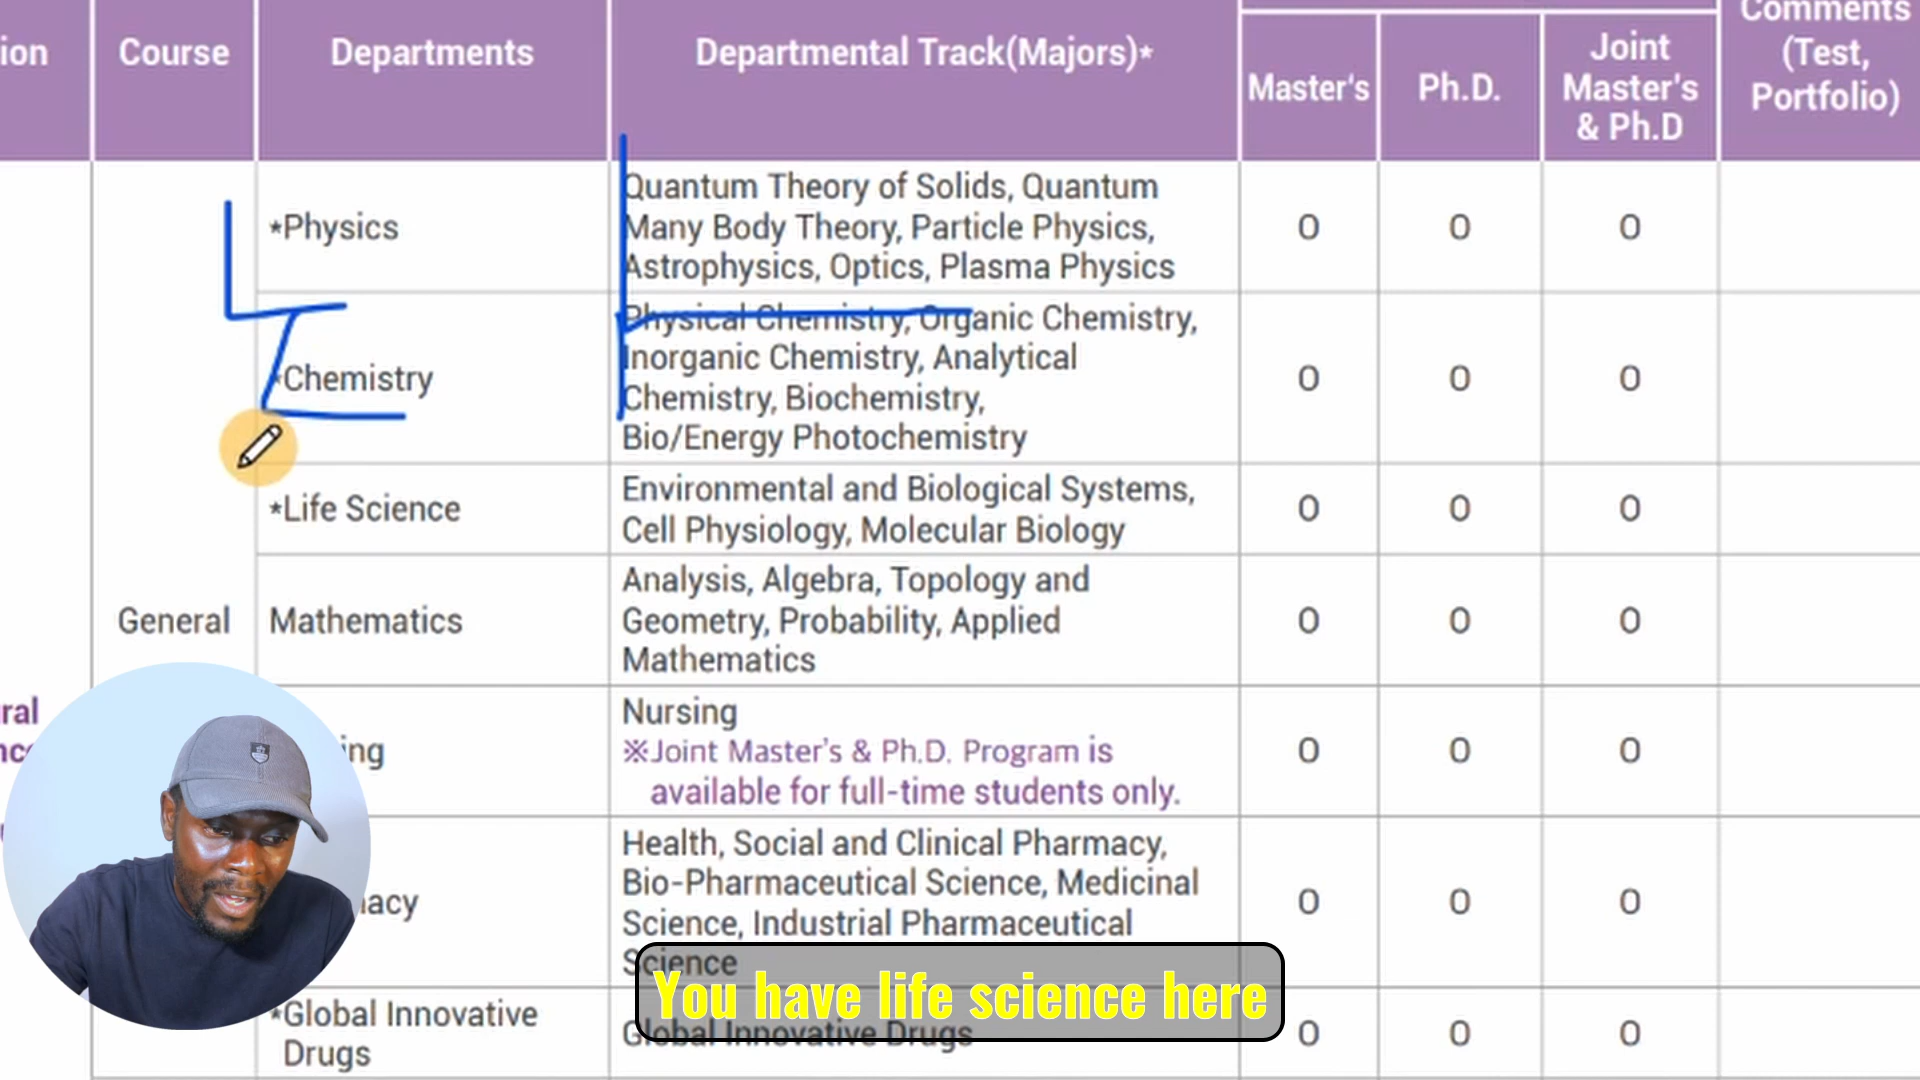 Comments
ion
Course
Departments
Departmental Track(Majors)*
Master's
Ph.D.
Joint
Master's
& Ph.D
(Test,
Portfolio)
*Physics
Quantum Theory of Solids, Quantum
Many Body Theory, Particle Physics,
Astrophysics, Optics, Plasma Physics
O O O
*Chemistry
Physical Chemistry, Organic Chemistry,
Inorganic Chemistry, Analytical
Chemistry, Biochemistry,
Bio/Energy Photochemistry
O O O
*Life Science
Environmental and Biological Systems,
Cell Physiology, Molecular Biology
O O O
General
Mathematics
Analysis, Algebra, Topology and
Geometry, Probability, Applied
Mathematics
O O O
ral
nce
ing
Nursing
※Joint Master's & Ph.D. Program is
available for full-time students only.
O O O
acy
Health, Social and Clinical Pharmacy,
Bio-Pharmaceutical Science, Medicinal
Science, Industrial Pharmaceutical
Science
O O O
*Global Innovative
Drugs
Global Innovative Drugs
O O O
You have life science here